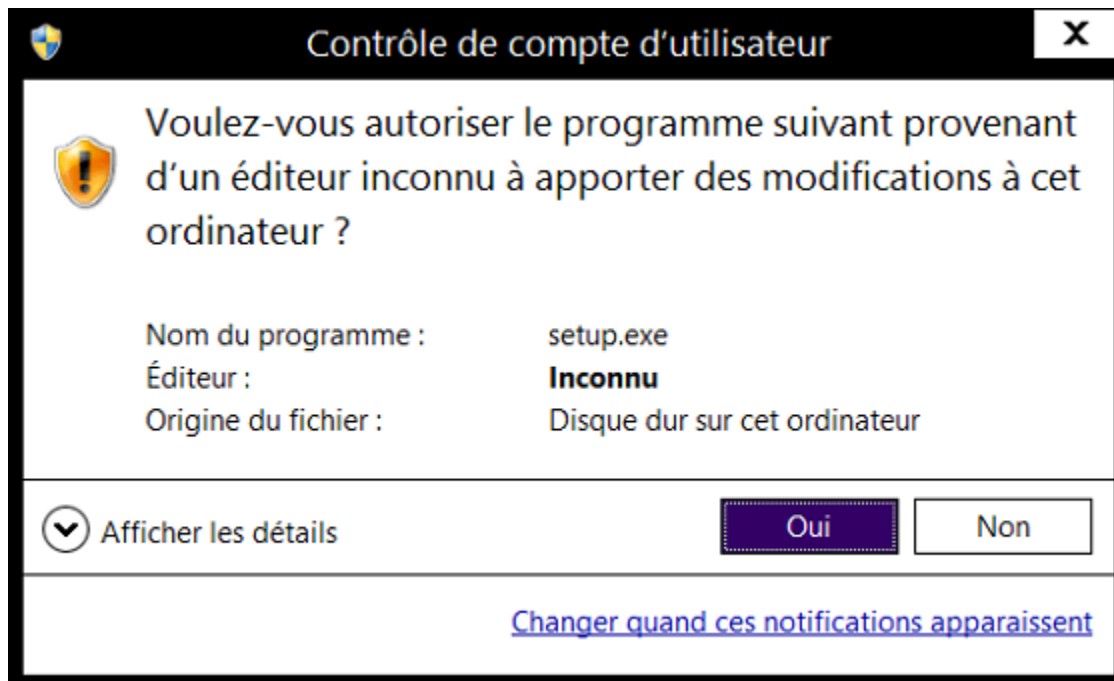 Contrôle de compte d'utilisateur
X
Voulez-vous autoriser le programme suivant provenant
d'un éditeur inconnu à apporter des modifications à cet
ordinateur ?
Nom du programme : setup.exe
Éditeur : Inconnu
Origine du fichier : Disque dur sur cet ordinateur
Afficher les détails Oui Non
Changer quand ces notifications apparaissent